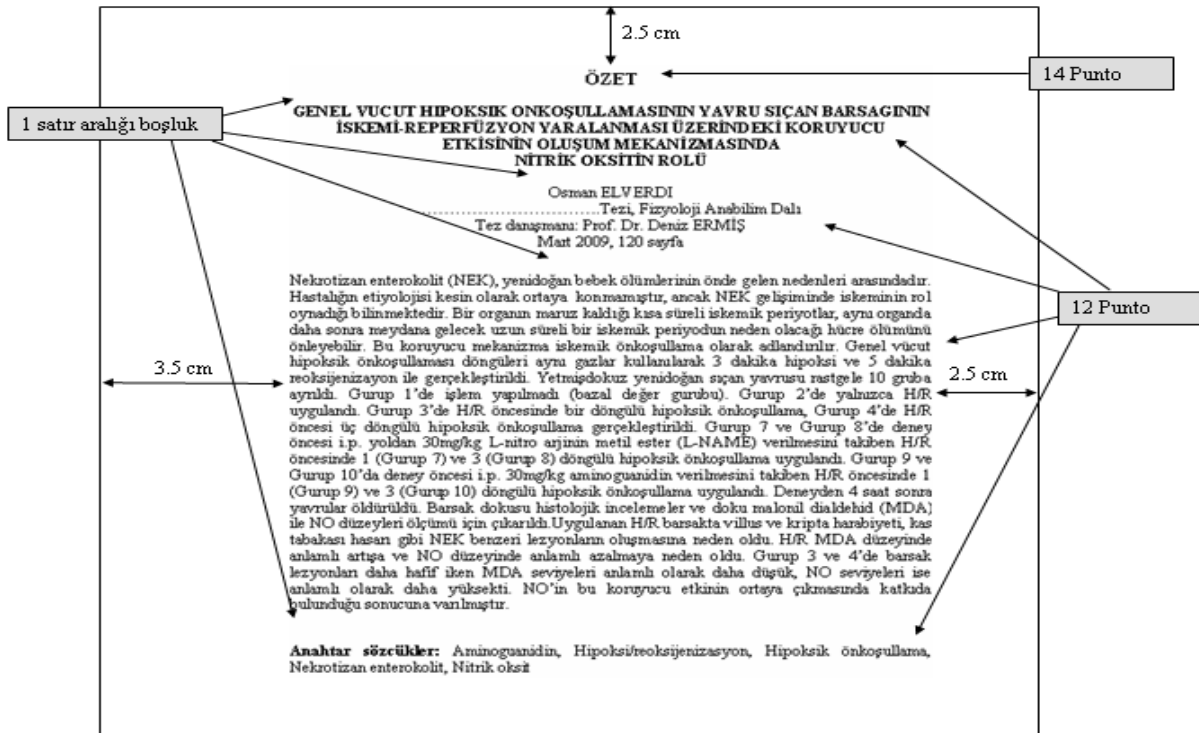 2.5 cm
ÖZET
14 Punto
1 satır aralığı boşluk
GENEL VUCUT HIPOKSIK ONKOŞULLAMASININ YAVRU SIÇAN BARSAGININ
İSKEMİ-REPERFÜZYON YARALANMASI ÜZERİNDEKİ KORUYUCU
ETKİSİNİN OLUŞUM MEKANİZMASINDA
NİTRİK OKSİTİN ROLÜ
Osman ELVERDI
....................................Tezi, Fizyoloji Anabilim Dalı
Tez danışmanı: Prof. Dr. Deniz ERMİŞ
Mart 2009, 120 sayfa
12 Punto
Nekrotizan enterokolit (NEK), yenidoğan bebek ölümlerinin önde gelen nedenleri arasındadır.
Hastalığın etiyolojisi kesin olarak ortaya konmamıştır, ancak NEK gelişiminde iskeminin rol
oynadığı bilinmektedir. Bir organın maruz kaldığı kısa süreli iskemik periyotlar, aynı organda
daha sonra meydana gelecek uzun süreli bir iskemik periyodun neden olacağı hücre ölümünü
önleyebilir. Bu koruyucu mekanizma iskemik önkoşullama olarak adlandırılır. Genel vücut
hipoksik önkoşullaması döngüleri aynı gazlar kullanılarak 3 dakika hipoksi ve 5 dakika
reoksijenizayon ile gerçekleştirildi. Yetmişdokuz yenidoğan sıçan yavrusu rastgele 10 gruba
ayrıldı. Gurup 1’de işlem yapılmadı (bazal değer gurubu). Gurup 2’de yalnızca H/R
uygulandı. Gurup 3’de H/R öncesinde bir döngülü hipoksik önkoşullama, Gurup 4’de H/R
öncesi üç döngülü hipoksik önkoşullama gerçekleştirildi. Gurup 7 ve Gurup 8’de deney
öncesi i.p. yoldan 30mg/kg L-nitro arjinin metil ester (L-NAME) verilmesini takiben H/R
öncesinde 1 (Gurup 7) ve 3 (Gurup 8) döngülü hipoksik önkoşullama uygulandı. Gurup 9 ve
Gurup 10’da deney öncesi i.p. 30mg/kg aminoguanidin verilmesini takiben H/R öncesinde 1
(Gurup 9) ve 3 (Gurup 10) döngülü hipoksik önkoşullama uygulandı. Deneyden 4 saat sonra
yavrular öldürüldü. Barsak dokusu histolojik incelemeler ve doku malonil dialdehid (MDA)
ile NO düzeyleri ölçümü için çıkarıldı.Uygulanan H/R barsakta villus ve kripta harabiyeti, kas
tabakası hasarı gibi NEK benzeri lezyonların oluşmasına neden oldu. H/R MDA düzeyinde
anlamlı artışa ve NO düzeyinde anlamlı azalmaya neden oldu. Gurup 3 ve 4’de barsak
lezyonları daha hafif iken MDA seviyeleri anlamlı olarak daha düşük, NO seviyeleri ise
anlamlı olarak daha yüksekti. NO’in bu koruyucu etkinin ortaya çıkmasında katkıda
bulunduğu sonucuna varılmıştır.
3.5 cm
2.5 cm
Anahtar sözcükler: Aminoguanidin, Hipoksi/reoksijenizasyon, Hipoksik önkoşullama,
Nekrotizan enterokolit, Nitrik oksit